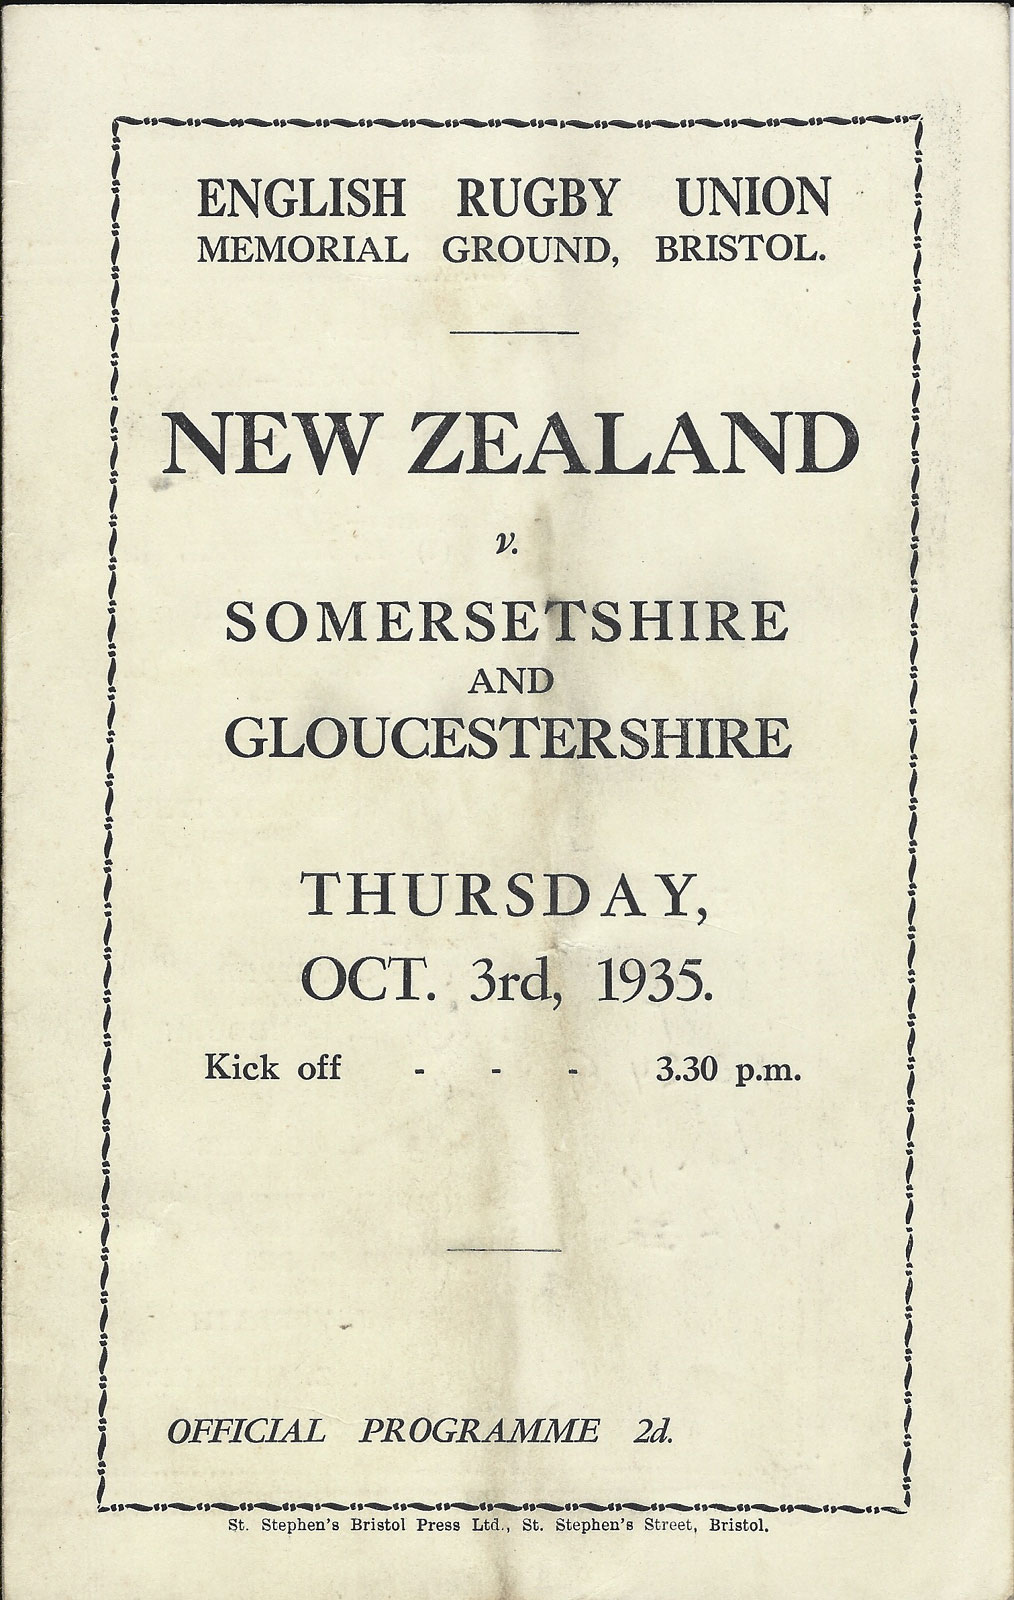 ENGLISH RUGBY UNION
MEMORIAL GROUND, BRISTOL.
NEW ZEALAND
v.
SOMERSETSHIRE
AND
GLOUCESTERSHIRE
THURSDAY,
OCT. 3rd, 1935.
Kick off - - - 3.30 p.m.
OFFICIAL PROGRAMME 2d.
St. Stephen's Bristol Press Ltd., St. Stephen's Street, Bristol.